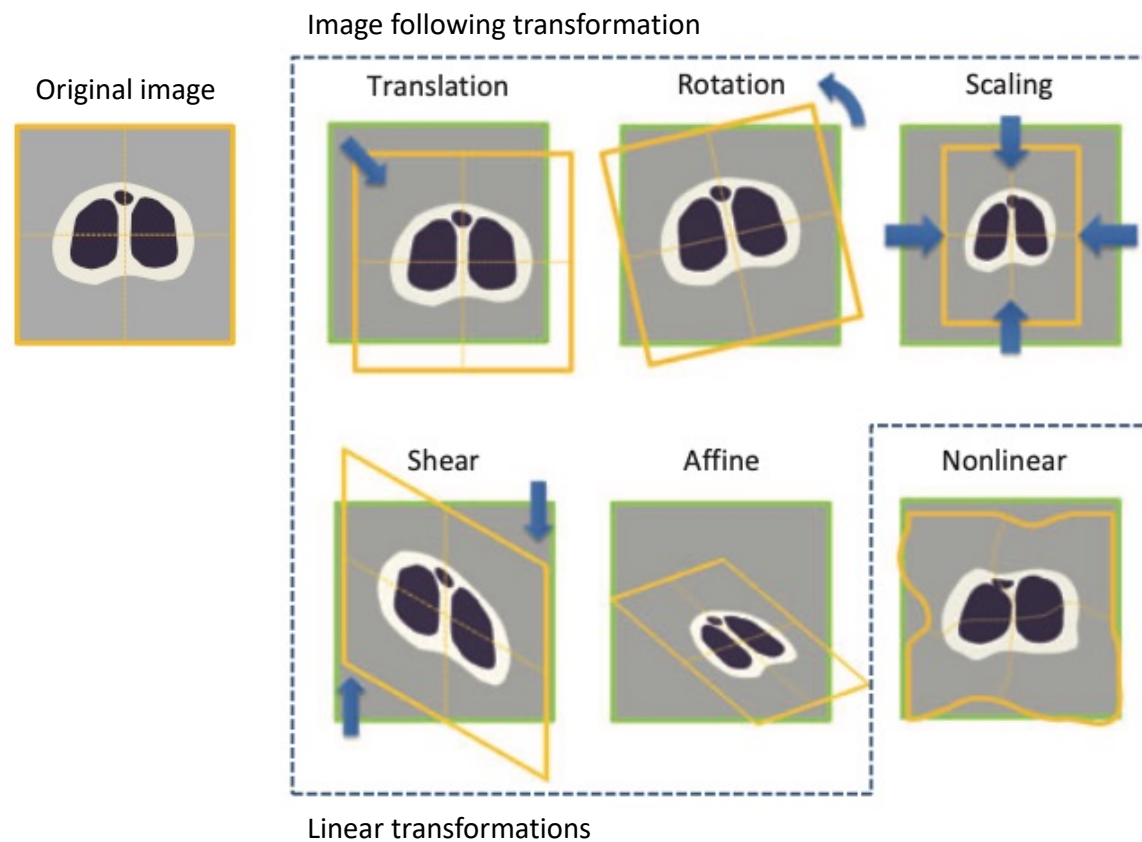 Image following transformation
Original image
Translation
Rotation
Scaling
Shear
Affine
Nonlinear
Linear transformations